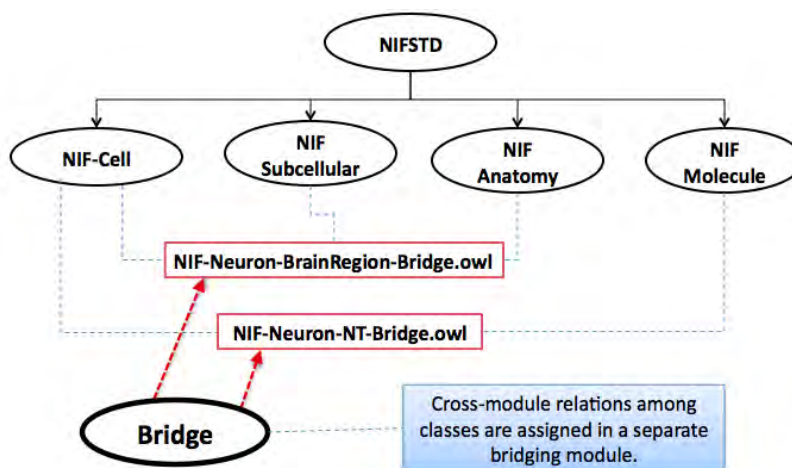 NIFSTD
NIF-Cell
NIF
Subcellular
NIF
Anatomy
NIF
Molecule
NIF-Neuron-BrainRegion-Bridge.owl
NIF-Neuron-NT-Bridge.owl
Bridge
Cross-module relations among
classes are assigned in a separate
bridging module.